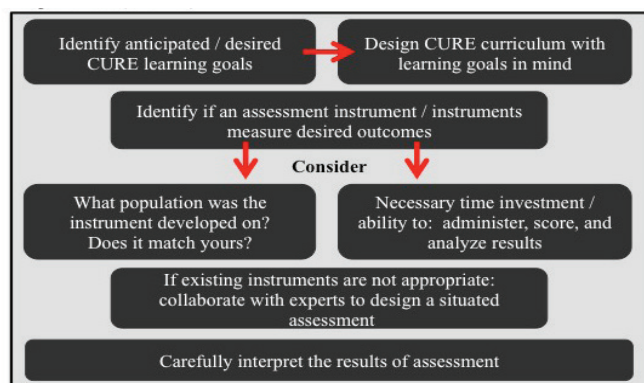 Identify anticipated / desired
CURE learning goals
Design CURE curriculum with
learning goals in mind
Identify if an assessment instrument / instruments
measure desired outcomes
Consider
What population was the
instrument developed on?
Does it match yours?
Necessary time investment /
ability to:  administer, score, and
analyze results
If existing instruments are not appropriate:
collaborate with experts to design a situated
assessment
Carefully interpret the results of assessment